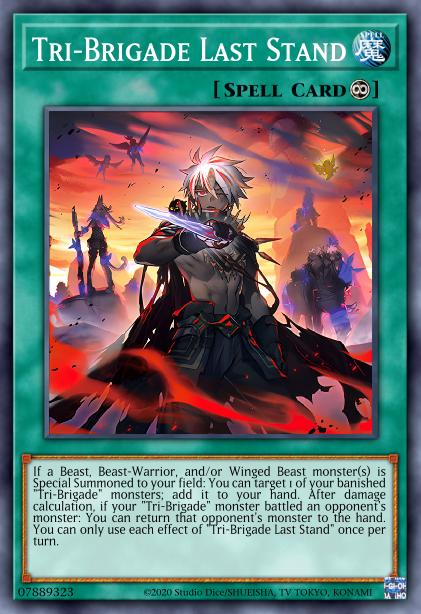 TRI-BRIGADE LAST STAND
SPELL
魔
[SPELL CARD]
If a Beast, Beast-Warrior, and/or Winged Beast monster(s) is
Special Summoned to your field: You can target 1 of your banished
"Tri-Brigade" monsters; add it to your hand. After damage
calculation, if your "Tri-Brigade" monster battled an opponent's
monster: You can return that opponent's monster to the hand.
You can only use each effect of "Tri-Brigade Last Stand" once per
turn.
07889323
©2020 Studio Dice/SHUEISHA, TV TOKYO, KONAMI